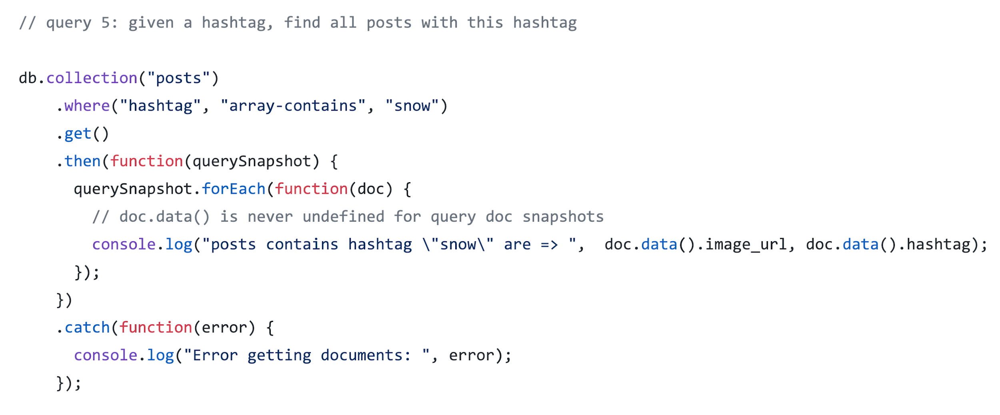 // query 5: given a hashtag, find all posts with this hashtag
db.collection("posts")
.where("hashtag", "array-contains", "snow")
.get()
.then(function(querySnapshot) {
querySnapshot.forEach(function(doc) {
// doc.data() is never undefined for query doc snapshots
console.log("posts contains hashtag \"snow\" are => ",  doc.data().image_url, doc.data().hashtag);
});
})
.catch(function(error) {
console.log("Error getting documents: ", error);
});